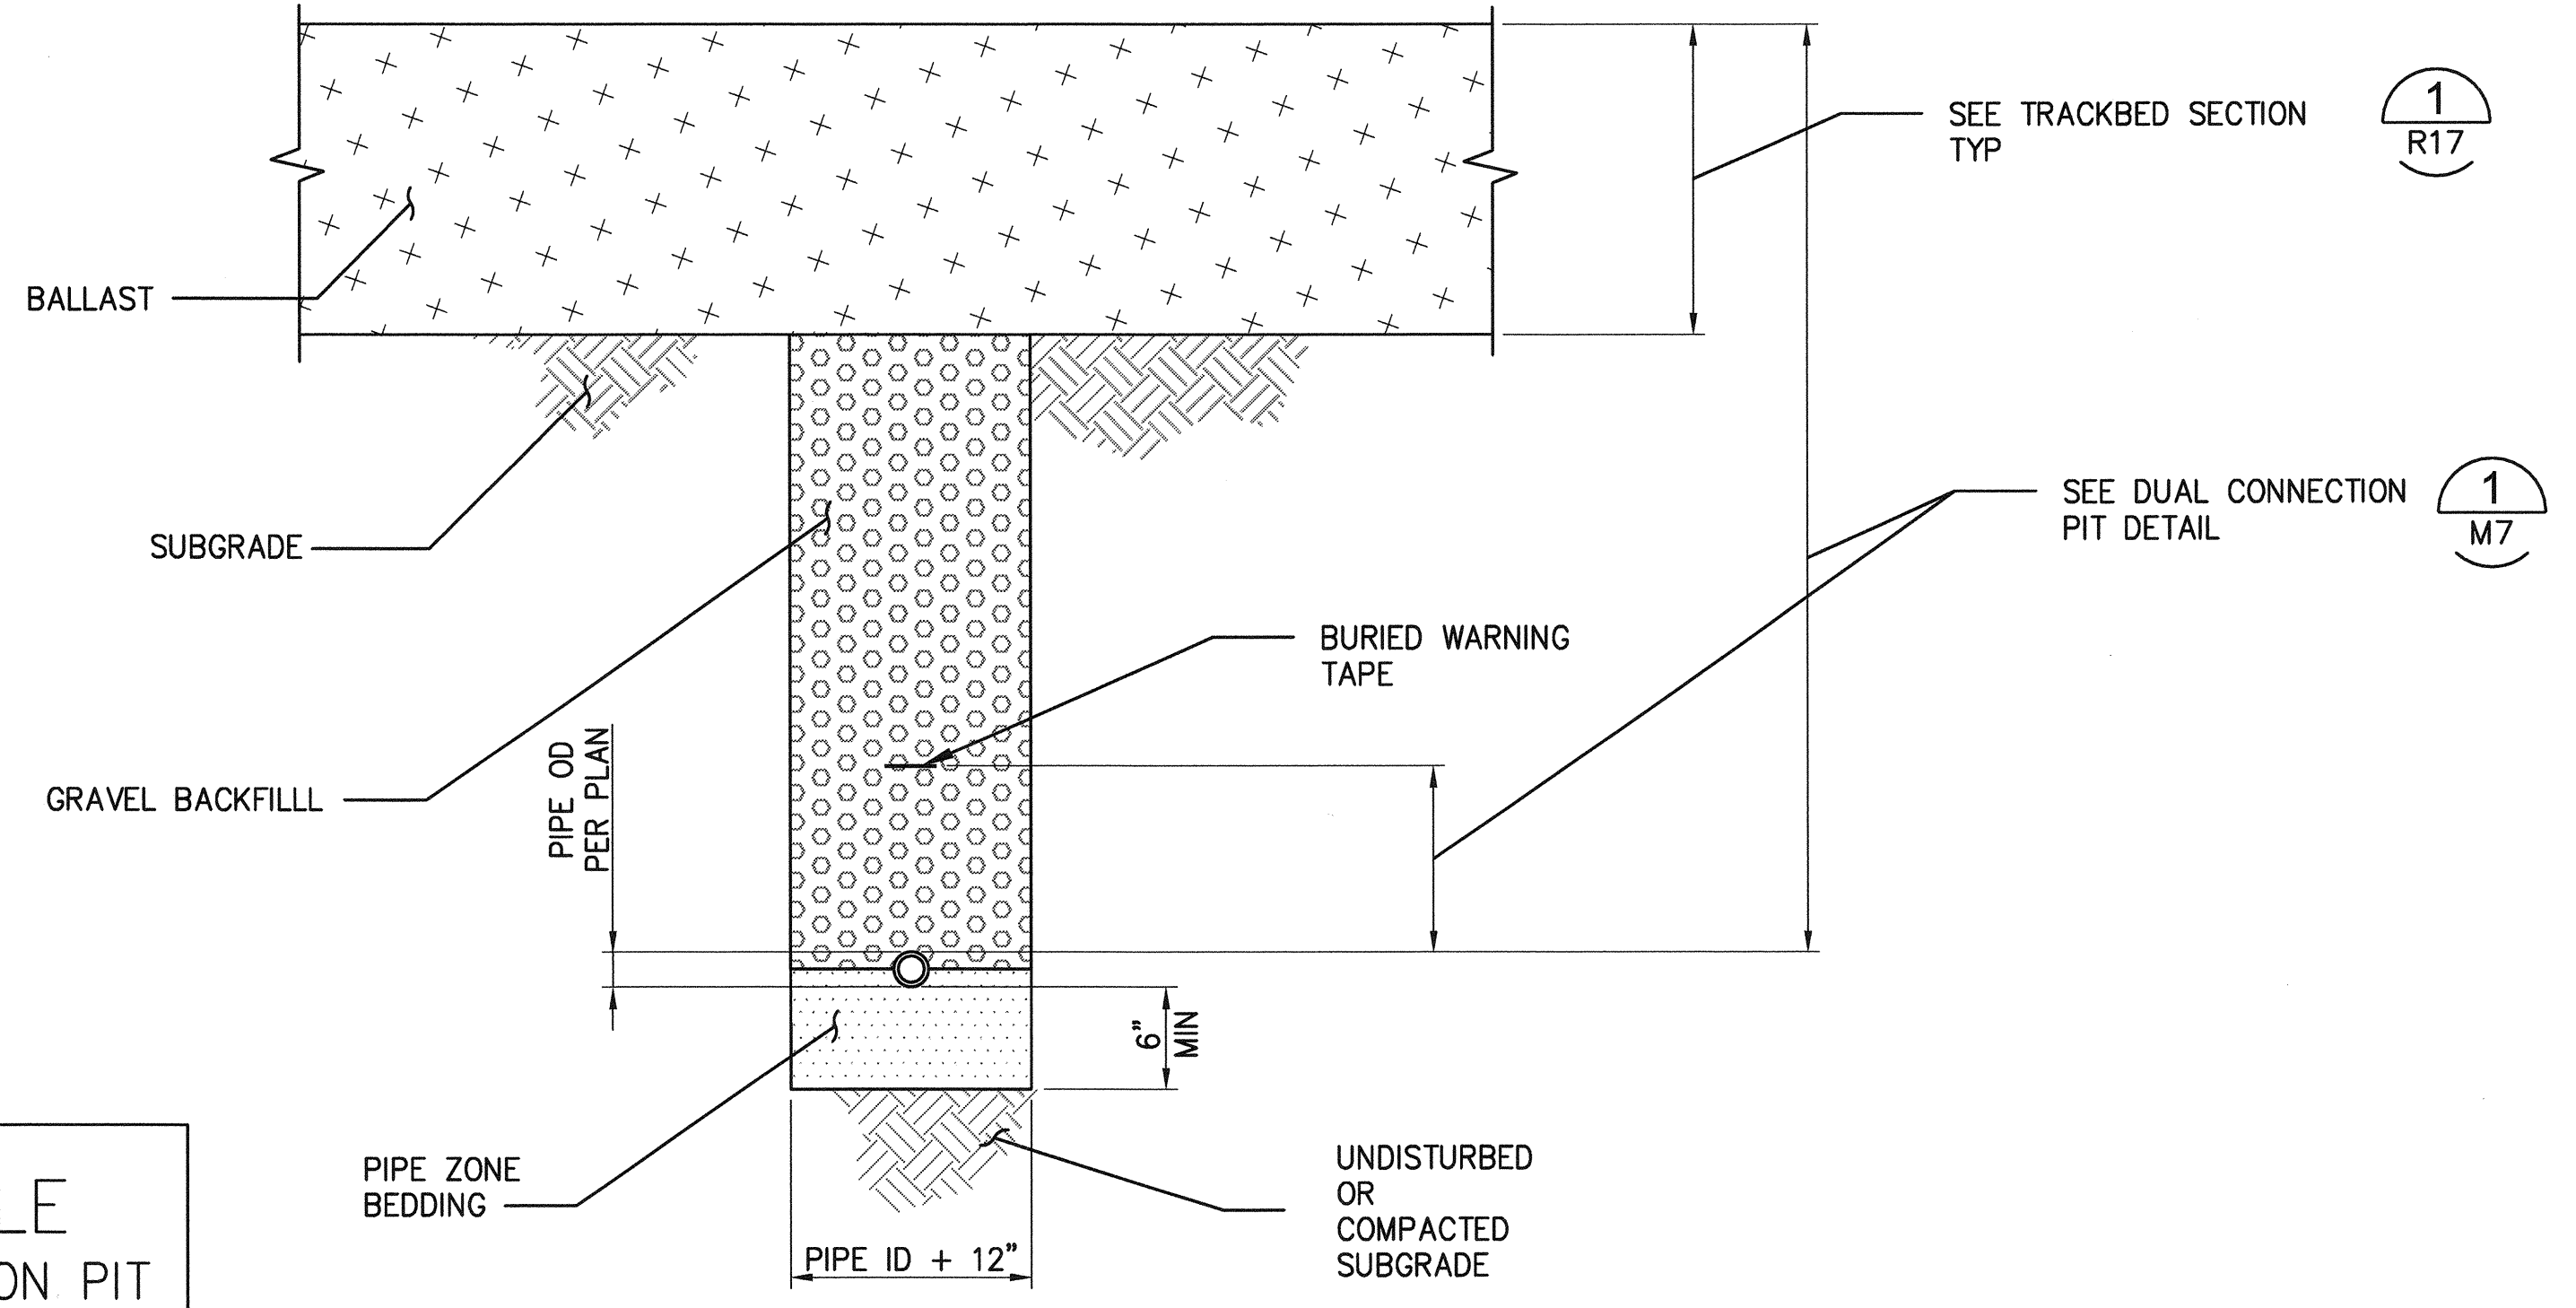 SEE TRACKBED SECTION
TYP
1
R17
BALLAST
SEE DUAL CONNECTION
PIT DETAIL
1
M7
SUBGRADE
BURIED WARNING
TAPE
PIPE OD
PER PLAN
GRAVEL BACKFILLL
6"
MIN
PIPE ZONE
BEDDING
UNDISTURBED
OR
COMPACTED
SUBGRADE
PIPE ID + 12"
LE
ON PIT